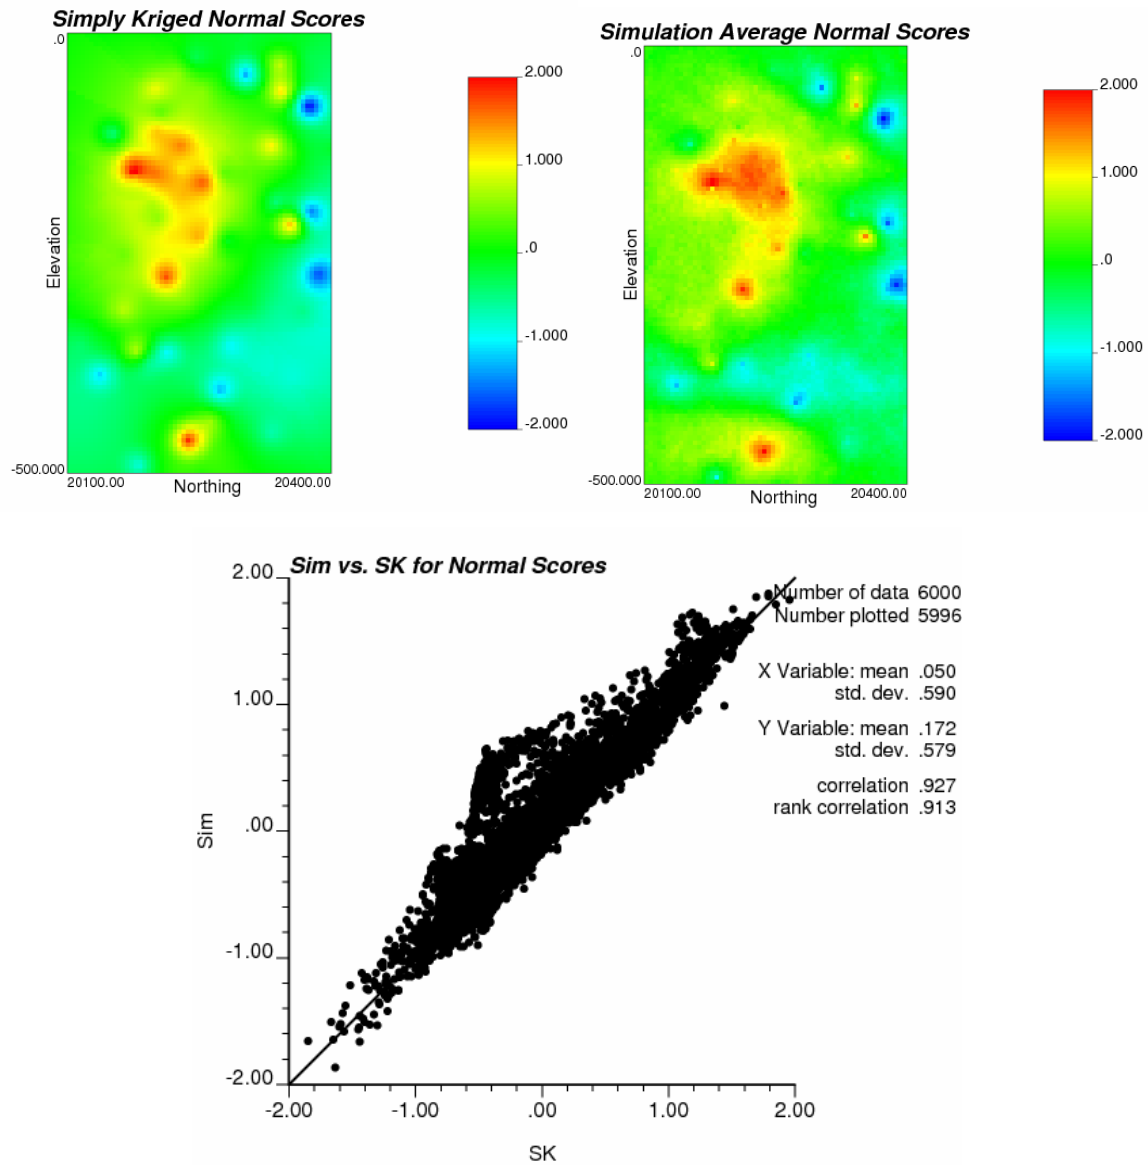 Simply Kriged Normal Scores
.0
Elevation
-500.000
20100.00
Northing
20400.00
2.000
1.000
.0
-1.000
-2.000
Simulation Average Normal Scores
.0
Elevation
-500.000
20100.00
Northing
20400.00
2.000
1.000
.0
-1.000
-2.000
Sim vs. SK for Normal Scores
2.00
1.00
.00
-1.00
-2.00
Sim
-2.00
-1.00
.00
1.00
2.00
SK
Number of data 6000
Number plotted 5996
X Variable: mean .050
std. dev. .590
Y Variable: mean .172
std. dev. .579
correlation .927
rank correlation .913